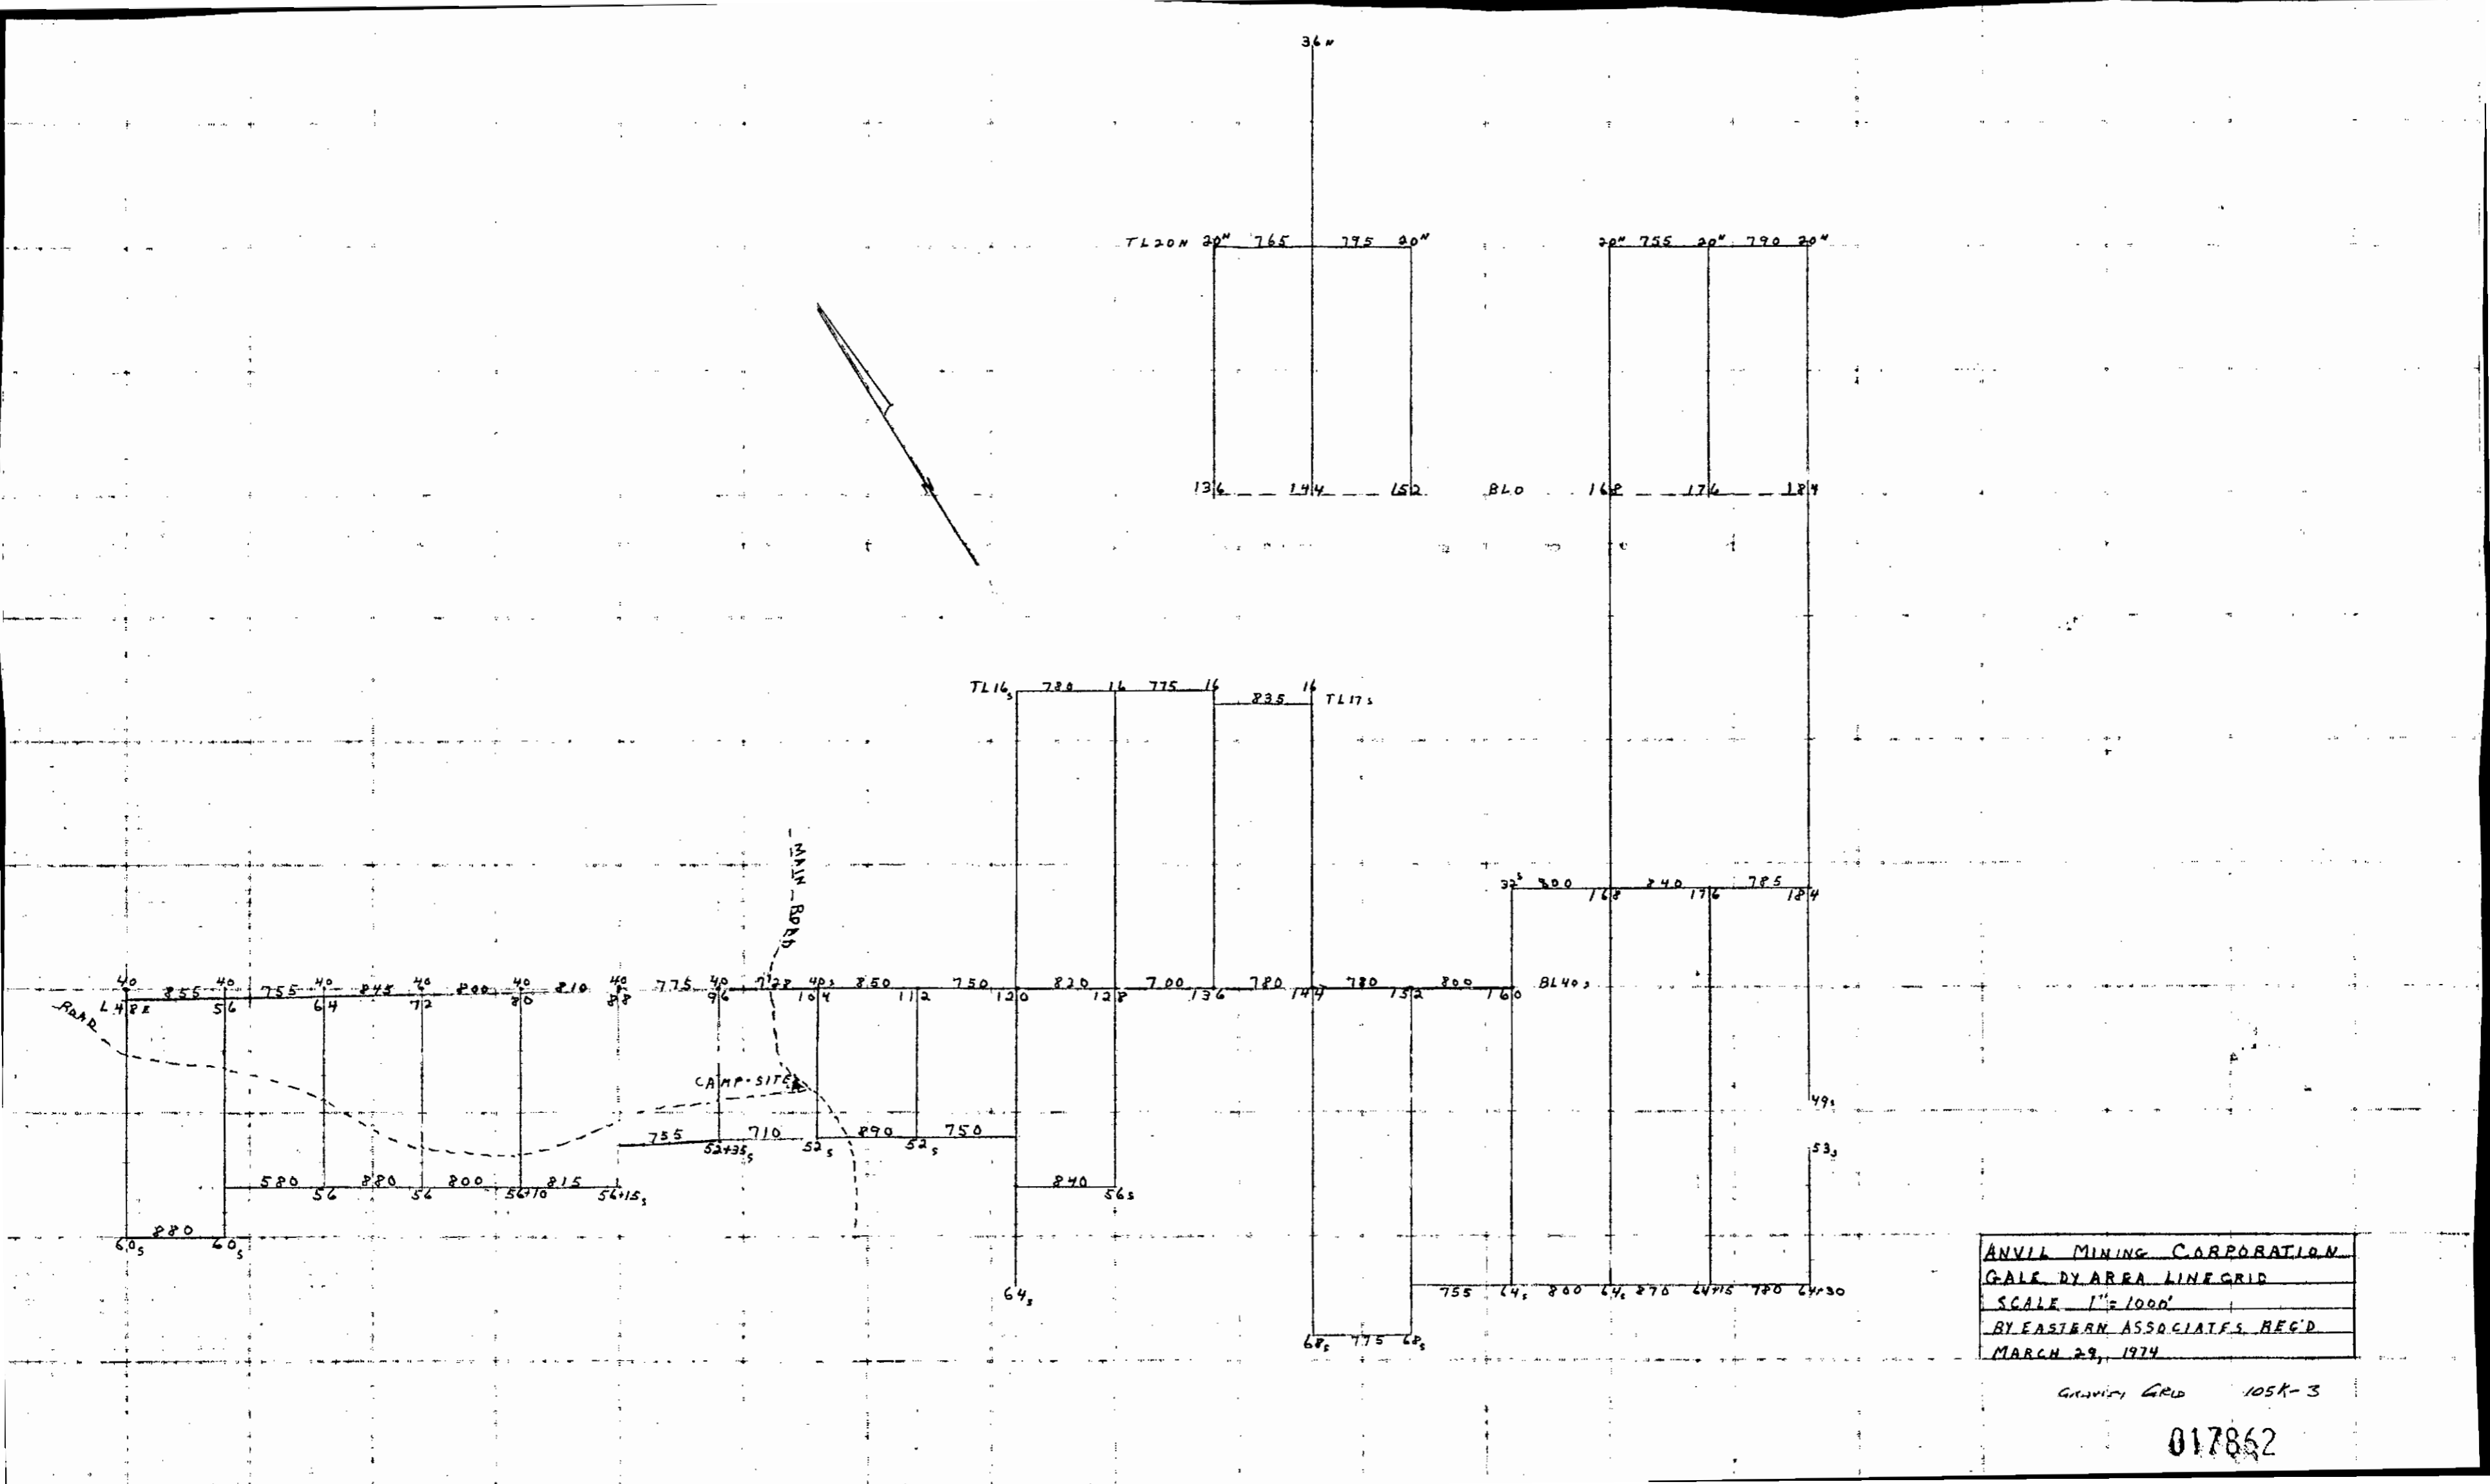 36N
TL20N 20N 765 795 20N 20N 755 20N 790 20N
136 144 152 BL0 168 176 184
N
TL16s 780 16 775 16 835 16 TL17s
MAIN ROAD
32s 800 168 840 176 785 184
40 855 40 755 40 845 40 800 40 810 40 775 40 728 40s 850 750 820 700 780 780 800 BL40s
L48E 56 64 72 80 88 96 104 112 120 128 136 144 152 160
ROAD
CAMP-SITE
49s
755 710 890 750
52+35s 52s 52s
53s
580 880 800 815 840
56 56 56+10 56+15s 56s
880
60s 60s
64s
755 64s 800 64s 870 64+15 780 64+30
68s 775 68s
ANVIL MINING CORPORATION
GALE DY AREA LINE GRID
SCALE 1"=1000'
BY EASTERN ASSOCIATES REG'D
MARCH 29, 1974
Gravity Grid 105K-3
017862